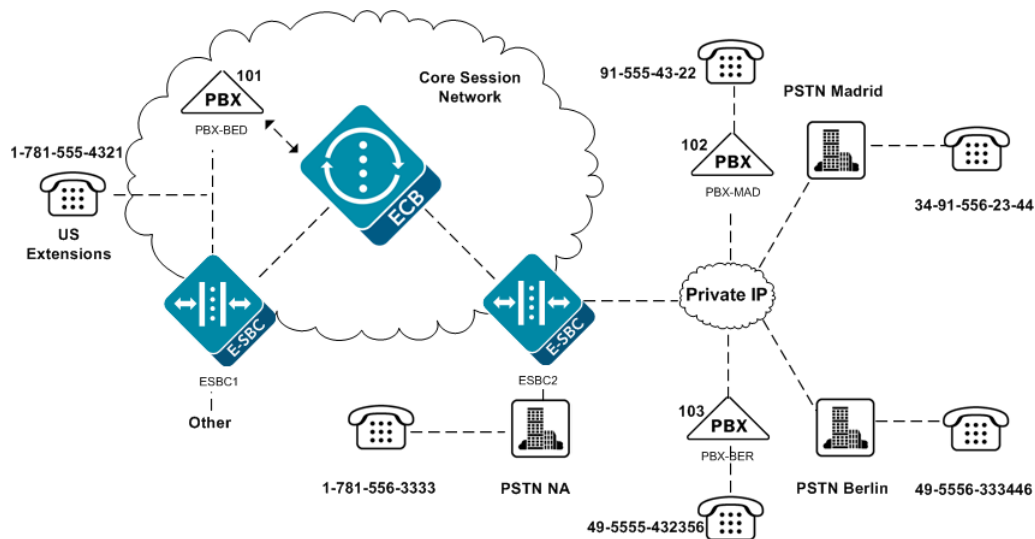 101
PBX
PBX-BED
Core Session
Network
ECB
1-781-555-4321
US
Extensions
E-SBC
ESBC1
Other
E-SBC
ESBC2
1-781-556-3333
PSTN NA
91-555-43-22
102
PBX
PBX-MAD
PSTN Madrid
34-91-556-23-44
Private IP
103
PBX
PBX-BER
49-5555-432356
PSTN Berlin
49-5556-333446